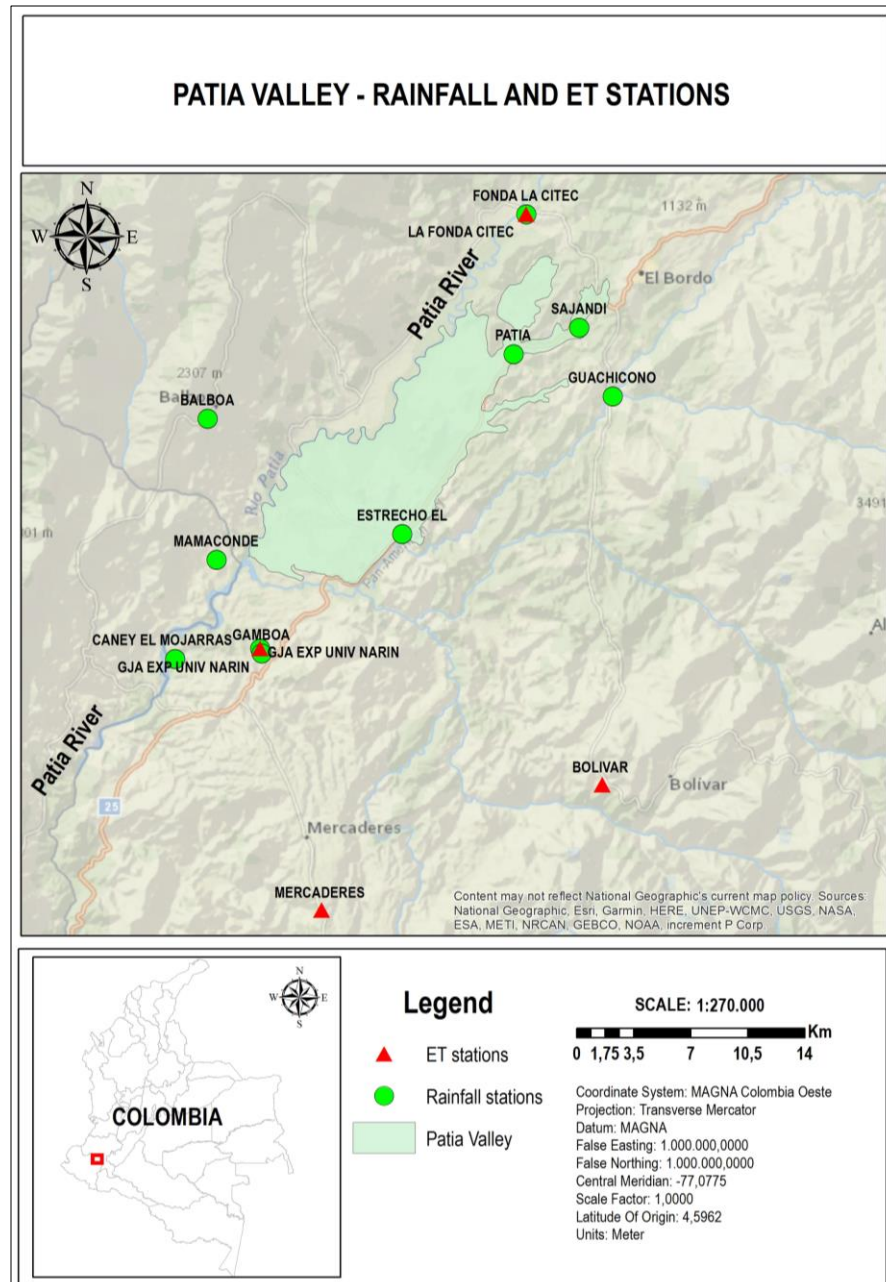 PATIA VALLEY - RAINFALL AND ET STATIONS
N
W E
S
FONDA LA CITEC
1132 m
LA FONDA CITEC
Patia River
El Bordo
SAJANDI
PATIA
GUACHICONO
2307 m
BALBOA
Rio Patia
3491
ESTRECHO EL
MAMACONDE
001 m
CANEY EL MOJARRAS
GAMBOA
GJA EXP UNIV NARIN
GJA EXP UNIV NARIN
Al
Patia River
25
BOLIVAR
Bolívar
Mercaderes
MERCADERES
Content may not reflect National Geographic's current map policy. Sources:
National Geographic, Esri, Garmin, HERE, UNEP-WCMC, USGS, NASA,
ESA, METI, NRCAN, GEBCO, NOAA, increment P Corp.
N
W E
S
COLOMBIA
Legend
ET stations
Rainfall stations
Patia Valley
SCALE: 1:270.000
Km
0 1,75 3,5 7 10,5 14
Coordinate System: MAGNA Colombia Oeste
Projection: Transverse Mercator
Datum: MAGNA
False Easting: 1.000.000,0000
False Northing: 1.000.000,0000
Central Meridian: -77,0775
Scale Factor: 1,0000
Latitude Of Origin: 4,5962
Units: Meter